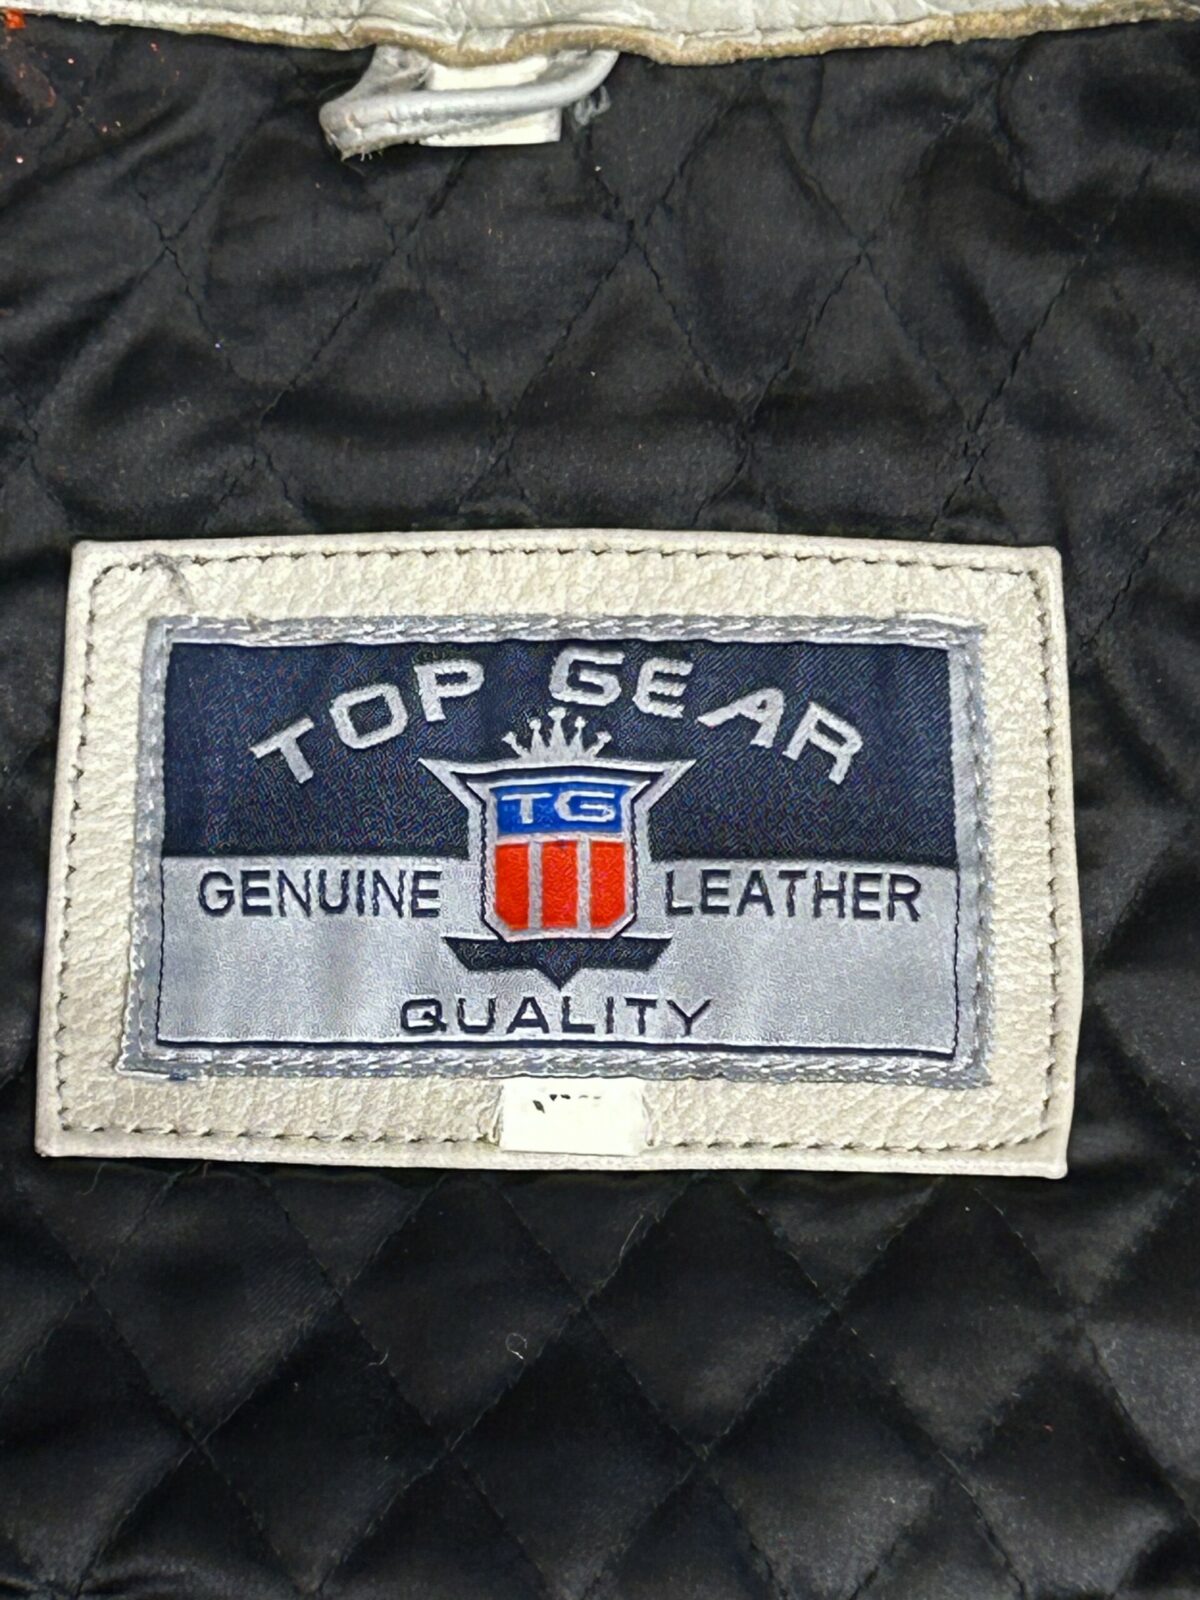 TOP GEAR
TG
GENUINE LEATHER
QUALITY